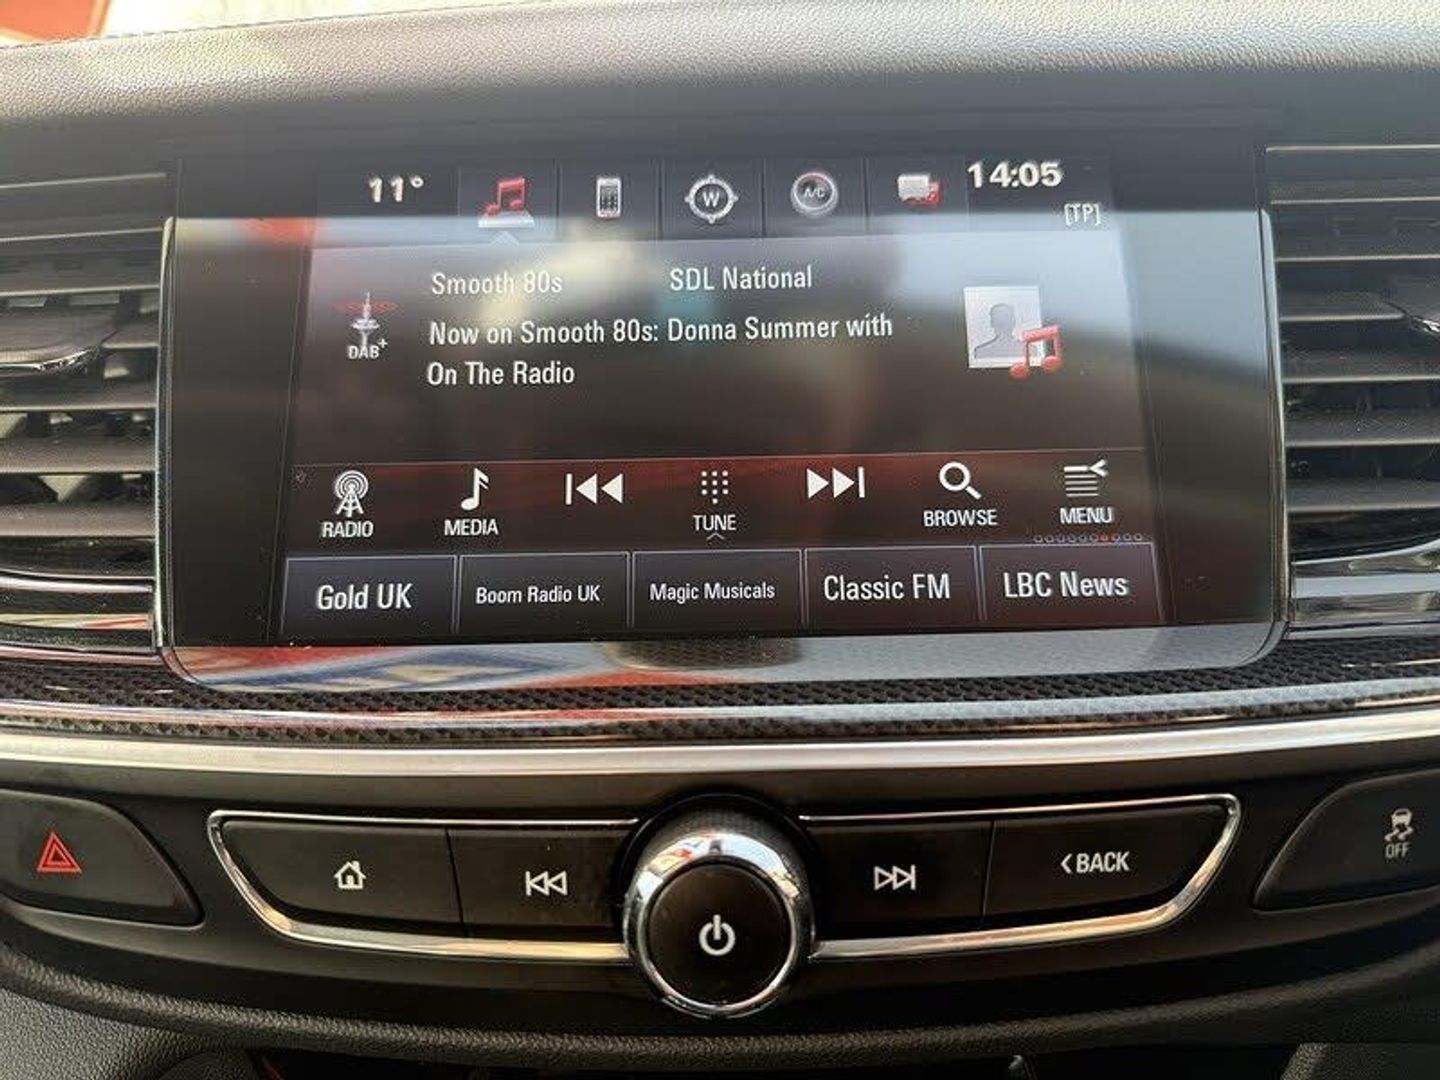 11°
W
A/C
14:05
[TP]
Smooth 80s
SDL National
DAB+
Now on Smooth 80s: Donna Summer with
On The Radio
RADIO
MEDIA
TUNE
BROWSE
MENU
Gold UK
Boom Radio UK
Magic Musicals
Classic FM
LBC News
<BACK
OFF